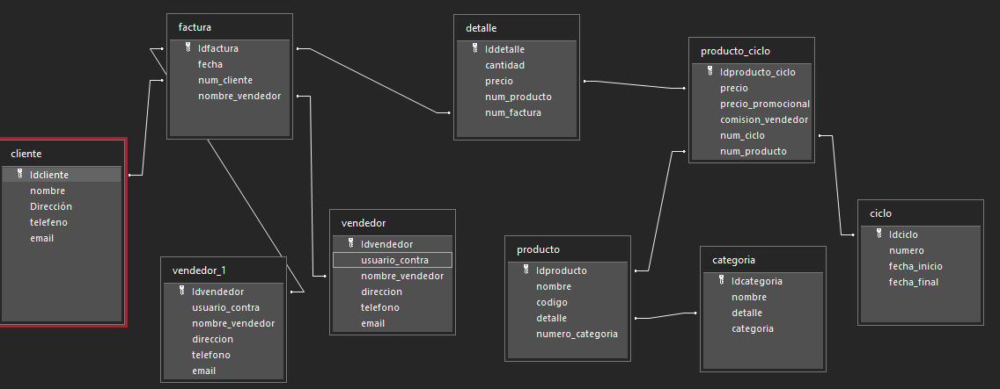 factura
Idfactura
fecha
num_cliente
nombre_vendedor
detalle
Iddetalle
cantidad
precio
num_producto
num_factura
producto_ciclo
Idproducto_ciclo
precio
precio_promocional
comision_vendedor
num_ciclo
num_producto
cliente
Idcliente
nombre
Dirección
telefeno
email
vendedor
Idvendedor
usuario_contra
nombre_vendedor
direccion
telefono
email
vendedor_1
Idvendedor
usuario_contra
nombre_vendedor
direccion
telefono
email
producto
Idproducto
nombre
codigo
detalle
numero_categoria
categoria
Idcategoria
nombre
detalle
categoria
ciclo
Idciclo
numero
fecha_inicio
fecha_final